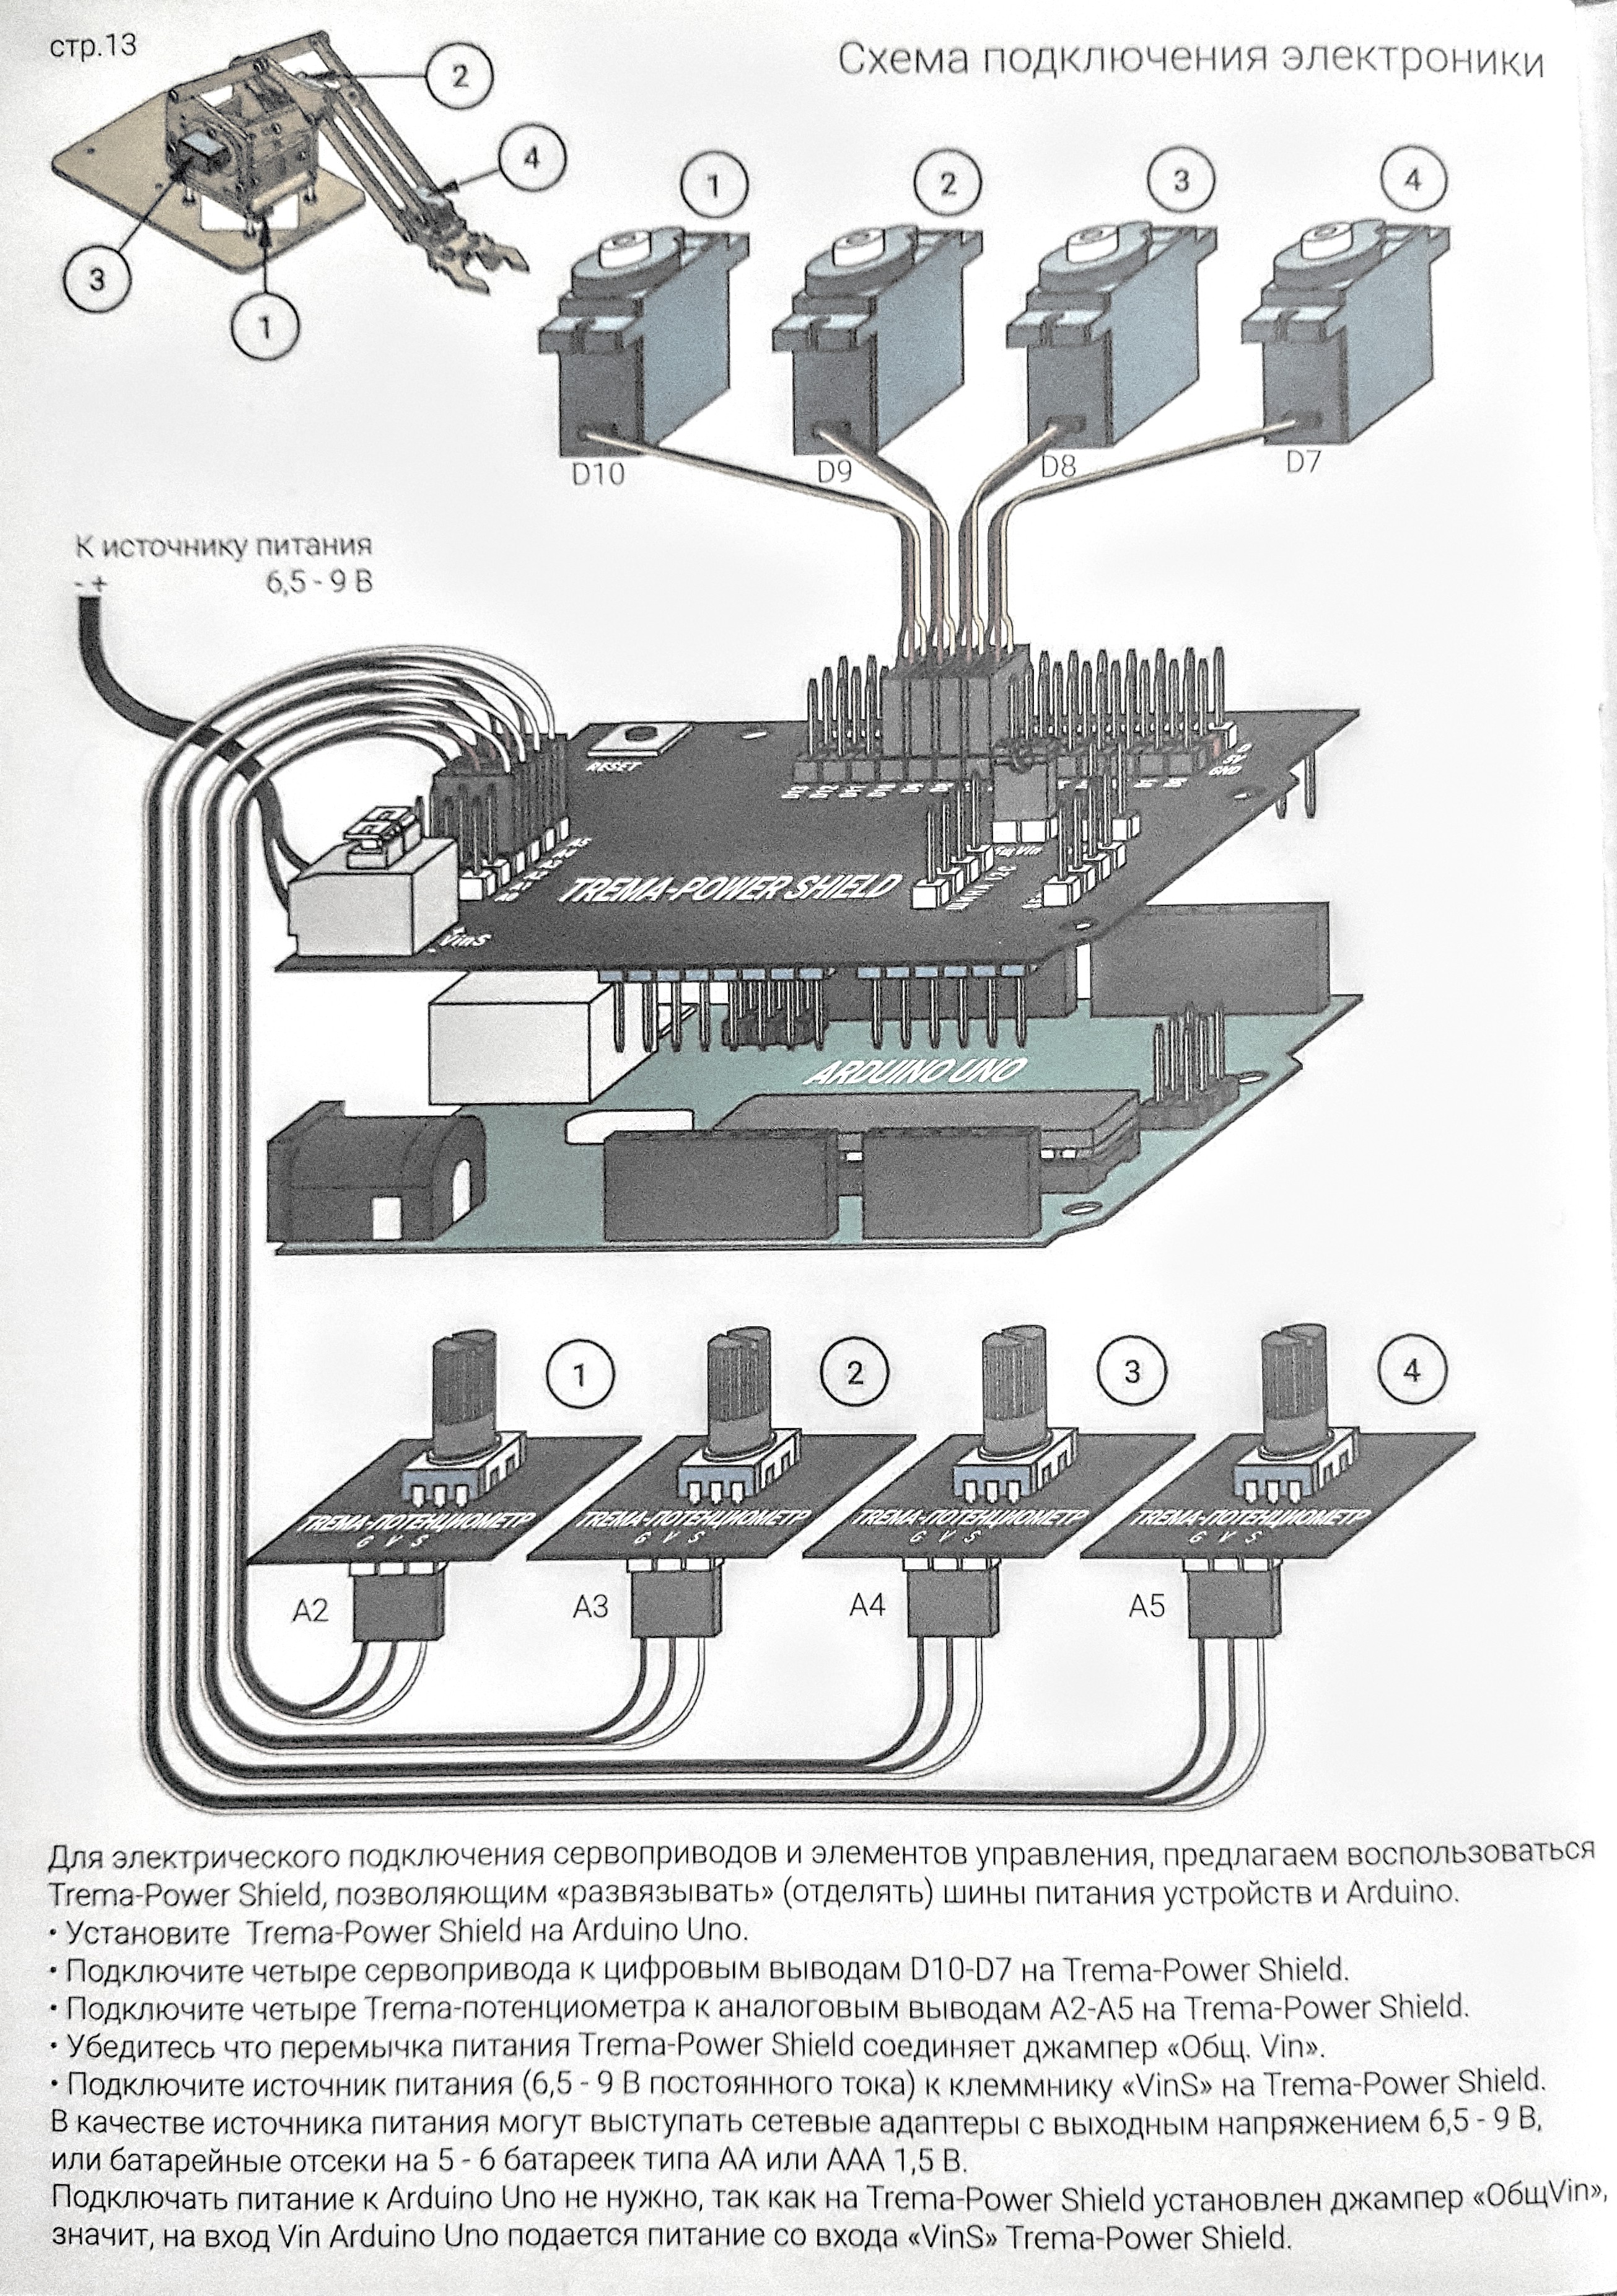 стр.13
Схема подключения электроники
2
4
3
1
1
2
3
4
D10
D9
D8
D7
К источнику питания
- +
6,5 - 9 В
RESET
5V
GND
TREMA-POWER SHIELD
VinS
ARDUINO UNO
1
2
3
4
TREMA-ПОТЕНЦИОМЕТР
G V S
TREMA-ПОТЕНЦИОМЕТР
G V S
TREMA-ПОТЕНЦИОМЕТР
G V S
TREMA-ПОТЕНЦИОМЕТР
G V S
A2
A3
A4
A5
Для электрического подключения сервоприводов и элементов управления, предлагаем воспользоваться
Trema-Power Shield, позволяющим «развязывать» (отделять) шины питания устройств и Arduino.
• Установите Trema-Power Shield на Arduino Uno.
• Подключите четыре сервопривода к цифровым выводам D10-D7 на Trema-Power Shield.
• Подключите четыре Trema-потенциометра к аналоговым выводам A2-A5 на Trema-Power Shield.
• Убедитесь что перемычка питания Trema-Power Shield соединяет джампер «Общ. Vin».
• Подключите источник питания (6,5 - 9 В постоянного тока) к клеммнику «VinS» на Trema-Power Shield.
В качестве источника питания могут выступать сетевые адаптеры с выходным напряжением 6,5 - 9 В,
или батарейные отсеки на 5 - 6 батареек типа АА или ААА 1,5 В.
Подключать питание к Arduino Uno не нужно, так как на Trema-Power Shield установлен джампер «ОбщVin»,
значит, на вход Vin Arduino Uno подается питание со входа «VinS» Trema-Power Shield.